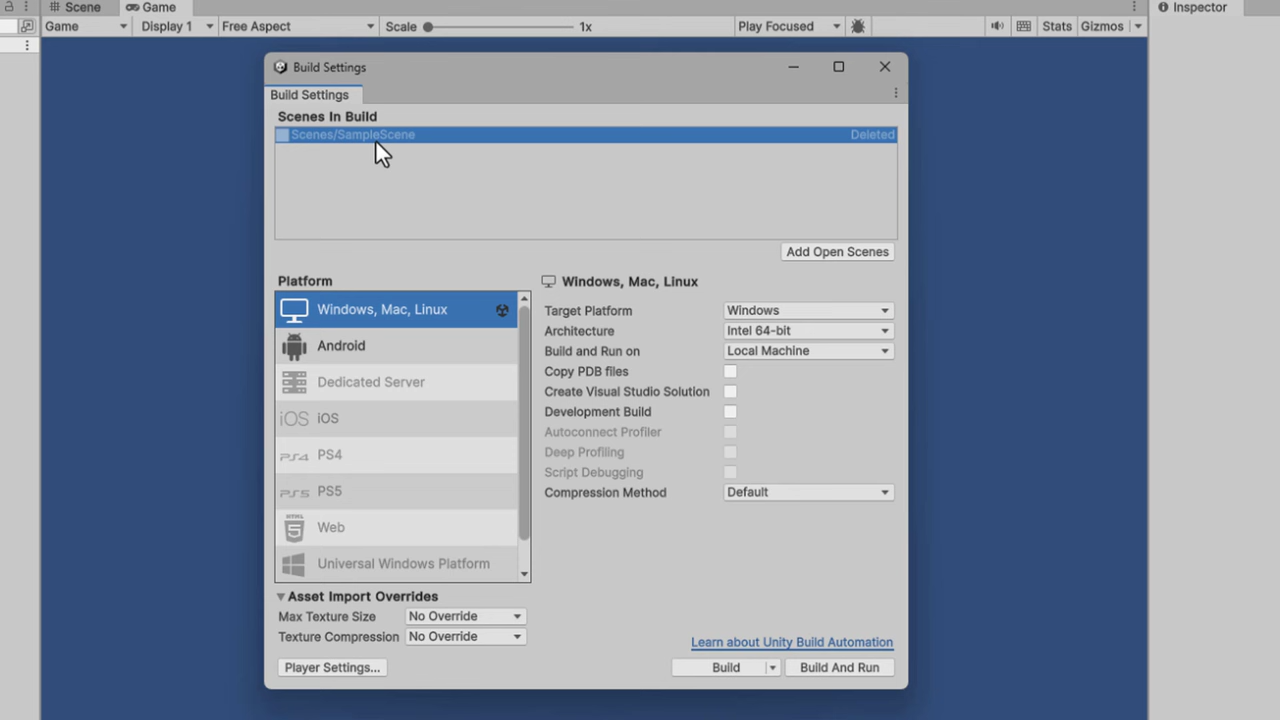 Scene Game Inspector
Game Display 1 Free Aspect Scale 1x Play Focused Stats Gizmos
Build Settings
Build Settings
Scenes In Build
Scenes/SampleScene Deleted
Add Open Scenes
Platform
Windows, Mac, Linux
Android
Dedicated Server
iOS iOS
PS4 PS4
PS5 PS5
HTML 5 Web
Universal Windows Platform
Windows, Mac, Linux
Target Platform Windows
Architecture Intel 64-bit
Build and Run on Local Machine
Copy PDB files
Create Visual Studio Solution
Development Build
Autoconnect Profiler
Deep Profiling
Script Debugging
Compression Method Default
Asset Import Overrides
Max Texture Size No Override
Texture Compression No Override
Learn about Unity Build Automation
Player Settings... Build Build And Run